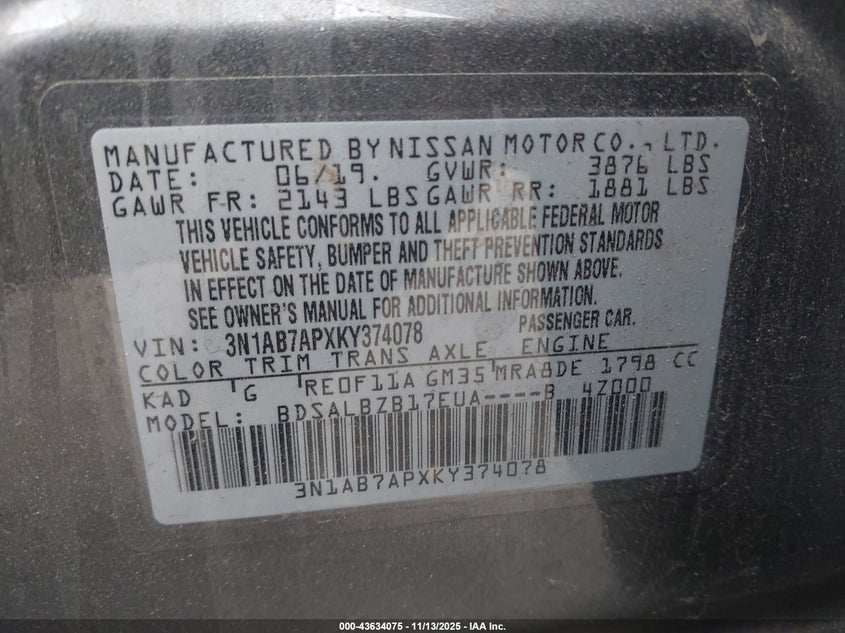 MANUFACTURED BY NISSAN MOTOR CO., LTD.
DATE: 06/19. GVWR: 3876 LBS
GAWR FR: 2143 LBS GAWR RR: 1881 LBS
THIS VEHICLE CONFORMS TO ALL APPLICABLE FEDERAL MOTOR
VEHICLE SAFETY, BUMPER AND THEFT PREVENTION STANDARDS
IN EFFECT ON THE DATE OF MANUFACTURE SHOWN ABOVE.
SEE OWNER'S MANUAL FOR ADDITIONAL INFORMATION.
VIN: 3N1AB7APXKY374078 PASSENGER CAR.
COLOR TRIM TRANS AXLE ENGINE
KAD G RE0F11A GM35 MRA8DE 1798 CC
MODEL: BDSALBZB17EUA----B 4Z000
3N1AB7APXKY374078
000-43634075 - 11/13/2025 - IAA Inc.